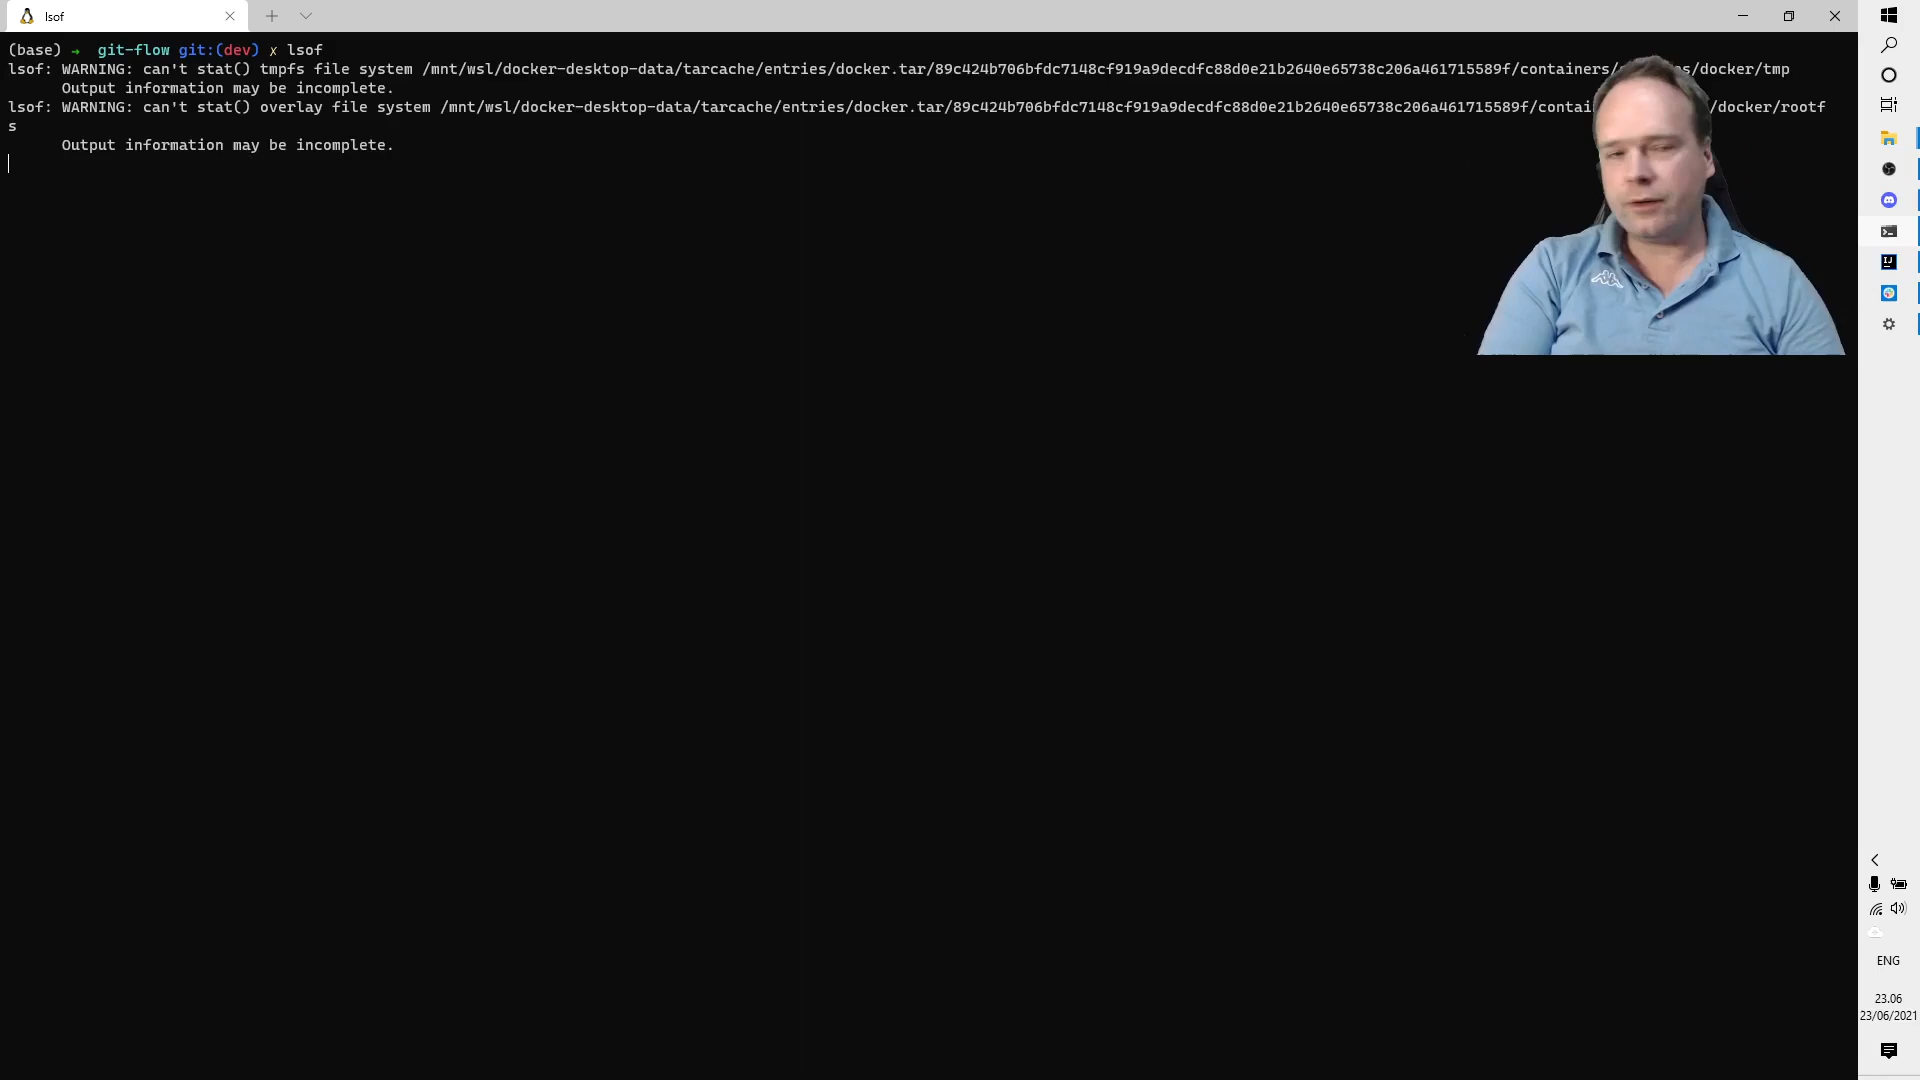 lsof
(base) → git-flow git:(dev) ✗ lsof
lsof: WARNING: can't stat() tmpfs file system /mnt/wsl/docker-desktop-data/tarcache/entries/docker.tar/89c424b706bfdc7148cf919a9decdfc88d0e21b2640e65738c206a461715589f/containers/ /docker/tmp
Output information may be incomplete.
lsof: WARNING: can't stat() overlay file system /mnt/wsl/docker-desktop-data/tarcache/entries/docker.tar/89c424b706bfdc7148cf919a9decdfc88d0e21b2640e65738c206a461715589f/ /docker/rootf
s
Output information may be incomplete.
ENG
23.06
23/06/2021